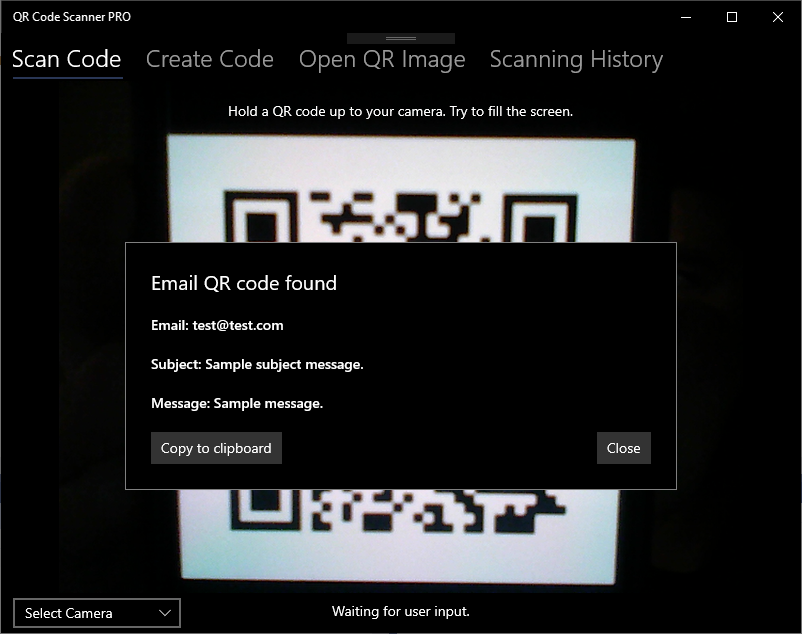 QR Code Scanner PRO
Scan Code Create Code Open QR Image Scanning History
Hold a QR code up to your camera. Try to fill the screen.
Email QR code found
Email: test@test.com
Subject: Sample subject message.
Message: Sample message.
Copy to clipboard Close
Select Camera Waiting for user input.